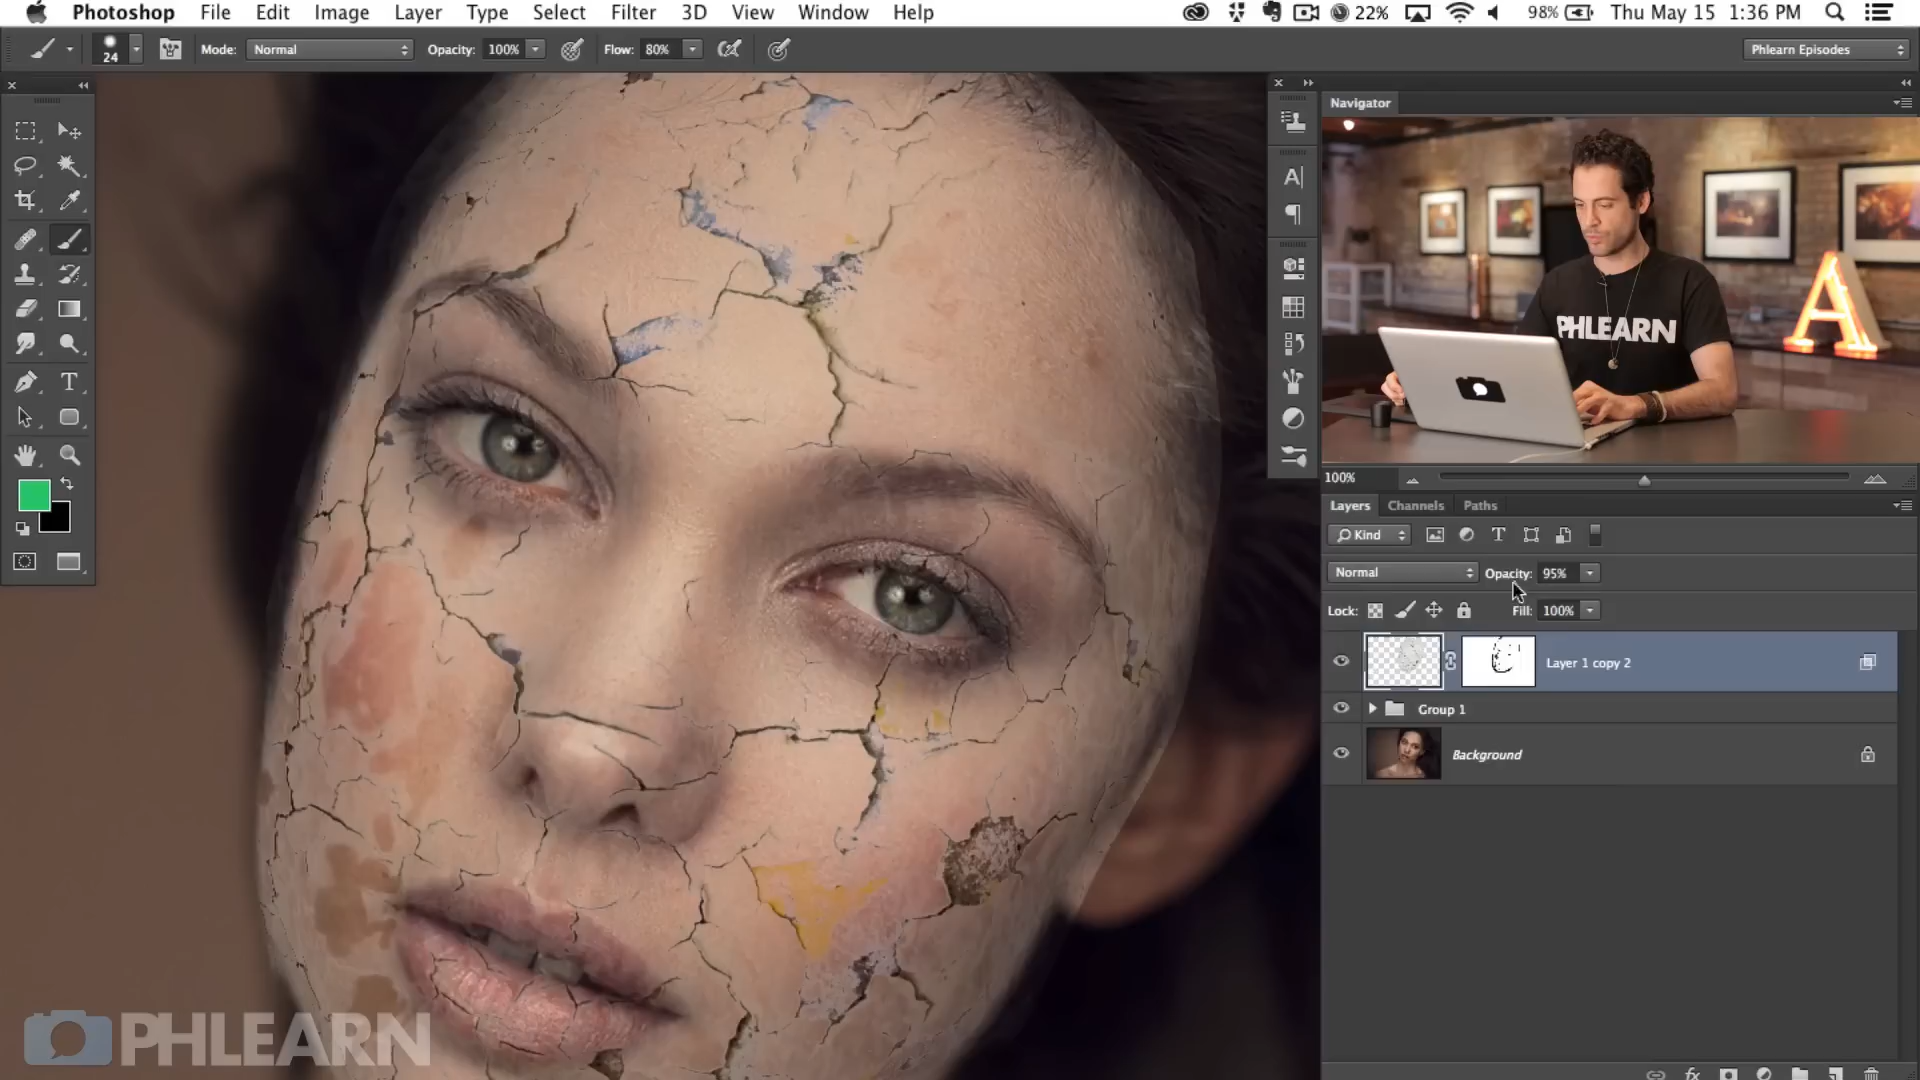 Photoshop File Edit Image Layer Type Select Filter 3D View Window Help 22% 98% Thu May 15 1:36 PM
24 Mode: Normal Opacity: 100% Flow: 80% Phlearn Episodes
Navigator
PHLEARN
A
A
T
100%
Layers Channels Paths
Kind T
Normal Opacity: 95%
Lock: Fill: 100%
Layer 1 copy 2
Group 1
Background
PHLEARN
fx